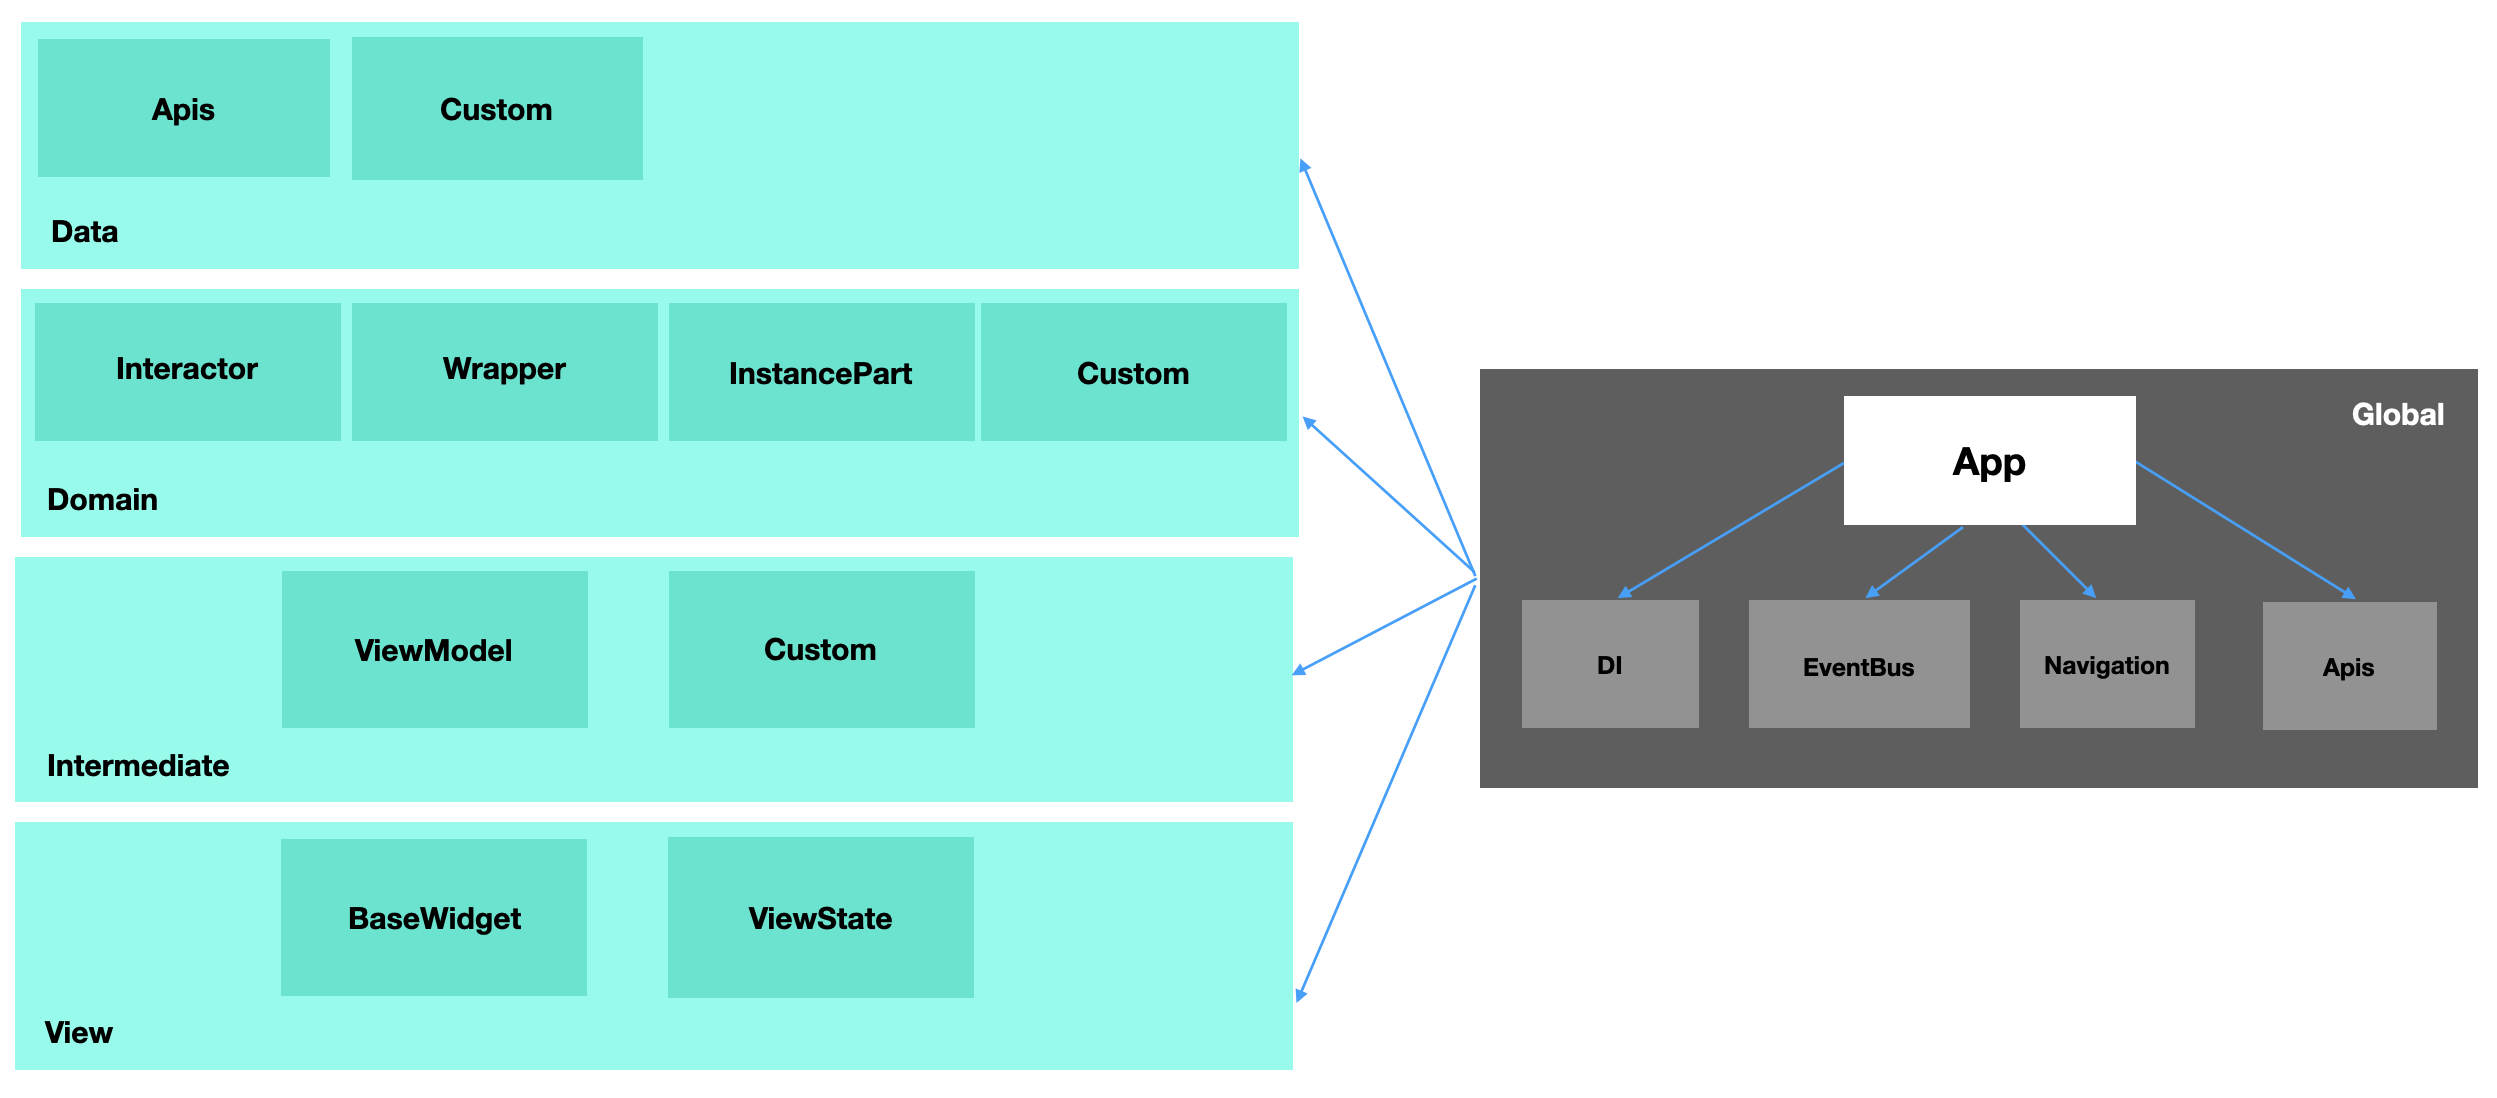 Apis
Custom
Data
Interactor
Wrapper
InstancePart
Custom
Domain
ViewModel
Custom
Intermediate
BaseWidget
ViewState
View
Global
App
DI
EventBus
Navigation
Apis